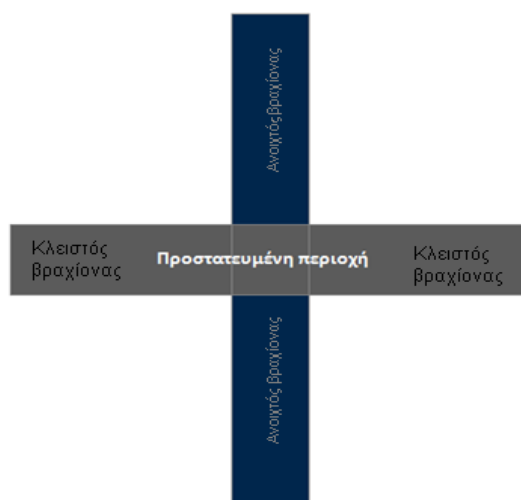 Ανοιχτός βραχίονας
Κλειστός
βραχίονας
Προστατευμένη περιοχή
Κλειστός
βραχίονας
Ανοιχτός βραχίονας